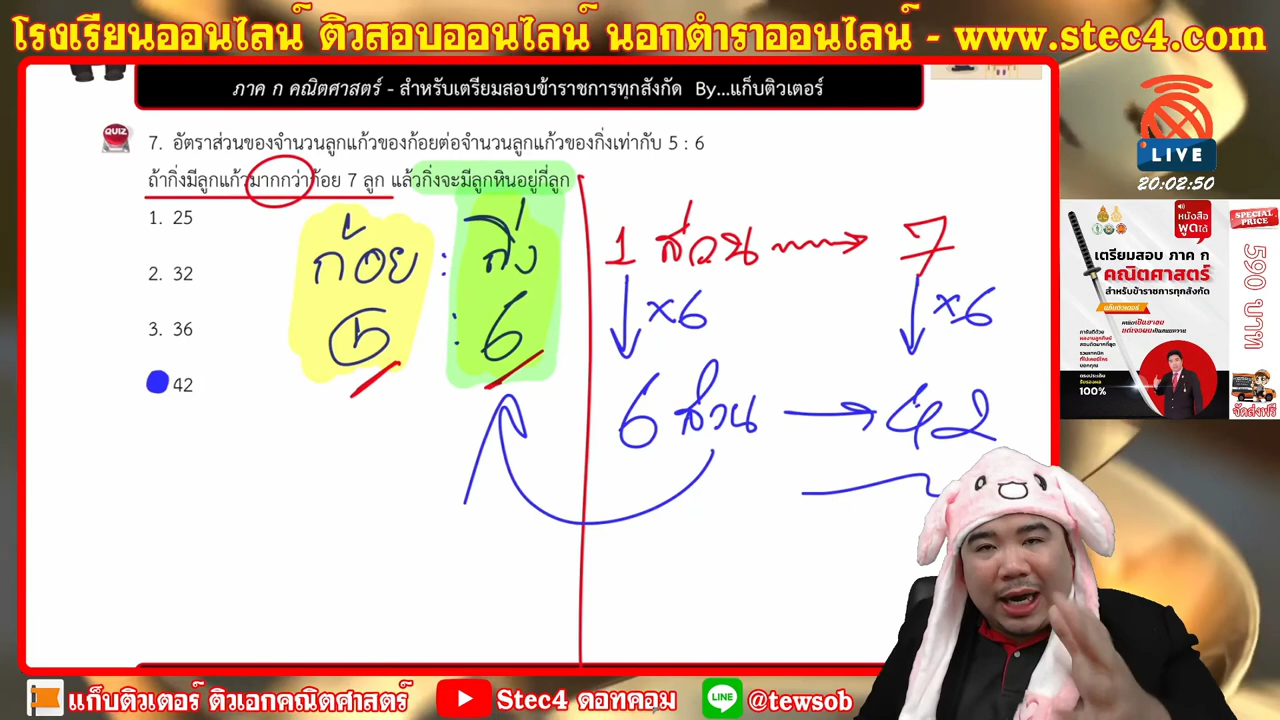 โรงเรียนออนไลน์ ติวสอบออนไลน์ นอกตำราออนไลน์ - www.stec4.com
ภาค ก คณิตศาสตร์ - สำหรับเตรียมสอบข้าราชการทุกสังกัด By...แก็บติวเตอร์
QUIZ
7. อัตราส่วนของจำนวนลูกแก้วของก้อยต่อจำนวนลูกแก้วของกิ่งเท่ากับ 5 : 6
ถ้ากิ่งมีลูกแก้วมากกว่าก้อย 7 ลูก แล้วกิ่งจะมีลูกหินอยู่กี่ลูก
1. 25
2. 32
3. 36
42
ก้อย : กิ่ง
5 : 6
1 ส่วน 7
×6 ×6
6 ส่วน 42
LIVE
20:02:50
หนังสือ
พูดได้
SPECIAL
PRICE
เตรียมสอบ ภาค ก
คณิตศาสตร์
สำหรับข้าราชการทุกสังกัด
แก็บติวเตอร์
100%
590 บาท
จัดส่งฟรี
แก็บติวเตอร์ ติวเอกคณิตศาสตร์
Stec4 ดอทคอม
LINE
@tewsob